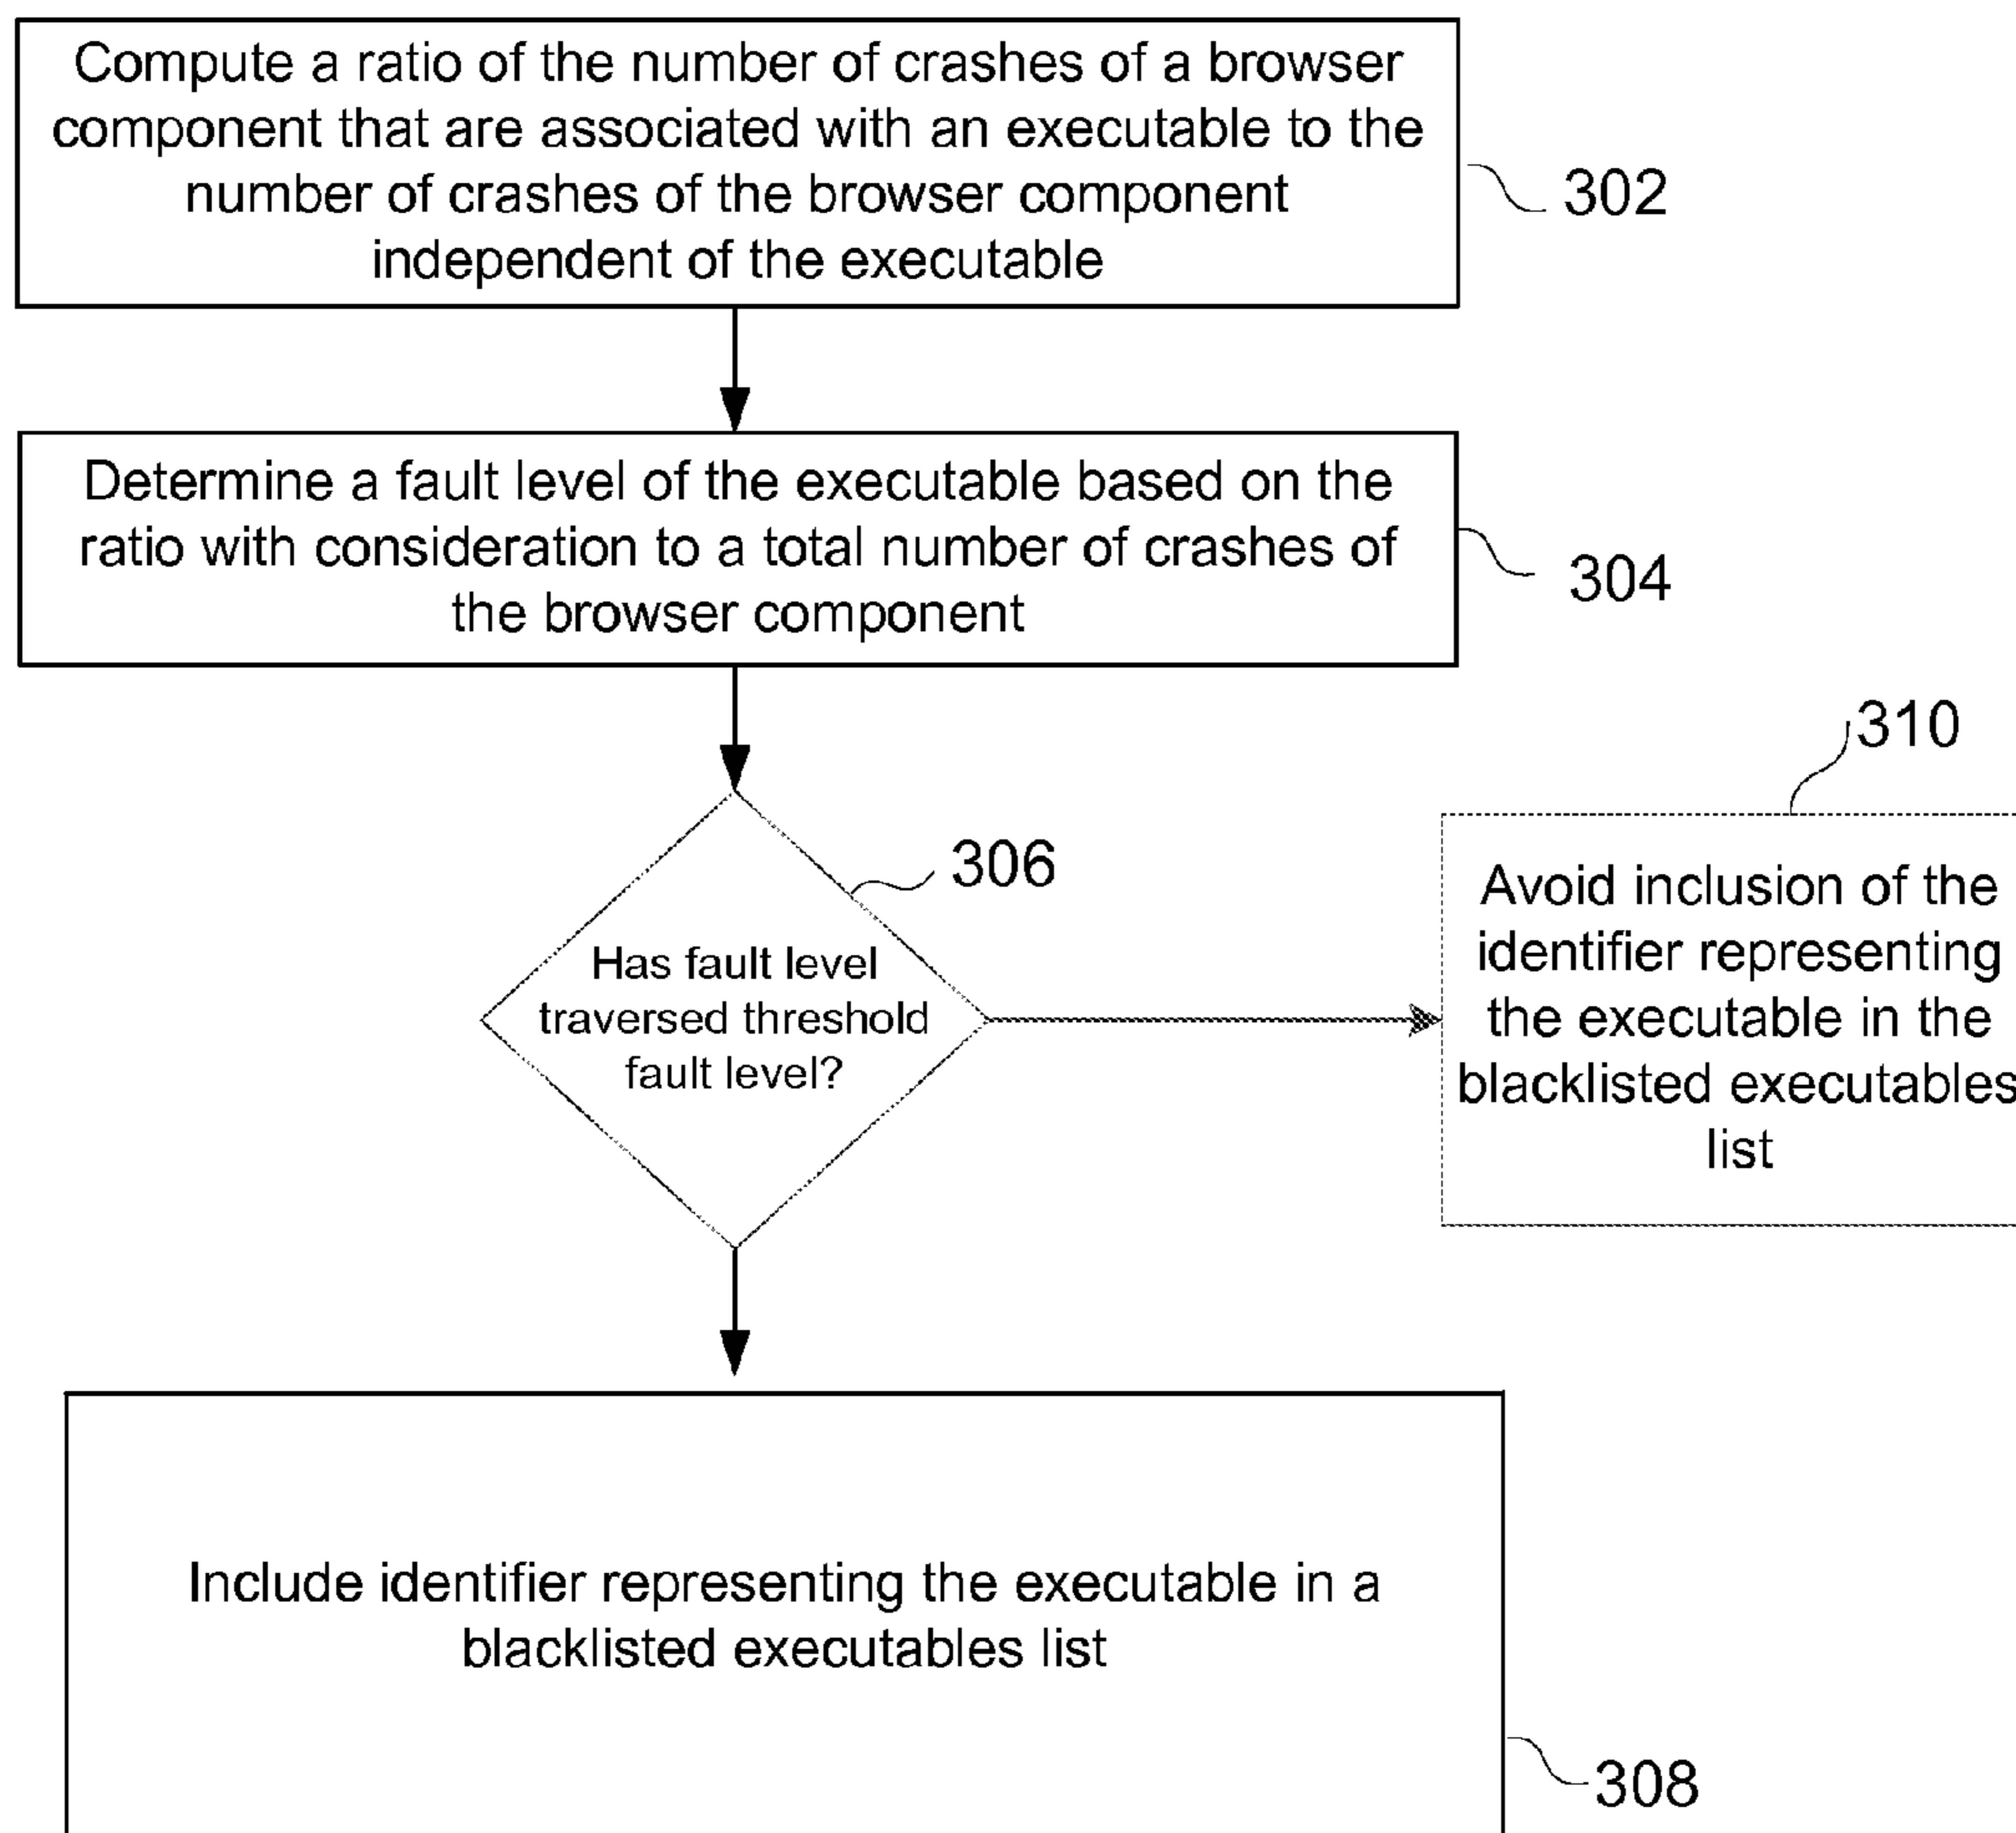 Compute a ratio of the number of crashes of a browser
component that are associated with an executable to the
number of crashes of the browser component
independent of the executable
302
Determine a fault level of the executable based on the
ratio with consideration to a total number of crashes of
the browser component
304
310
306
Has fault level
traversed threshold
fault level?
Avoid inclusion of the
identifier representing
the executable in the
blacklisted executables
list
Include identifier representing the executable in a
blacklisted executables list
308